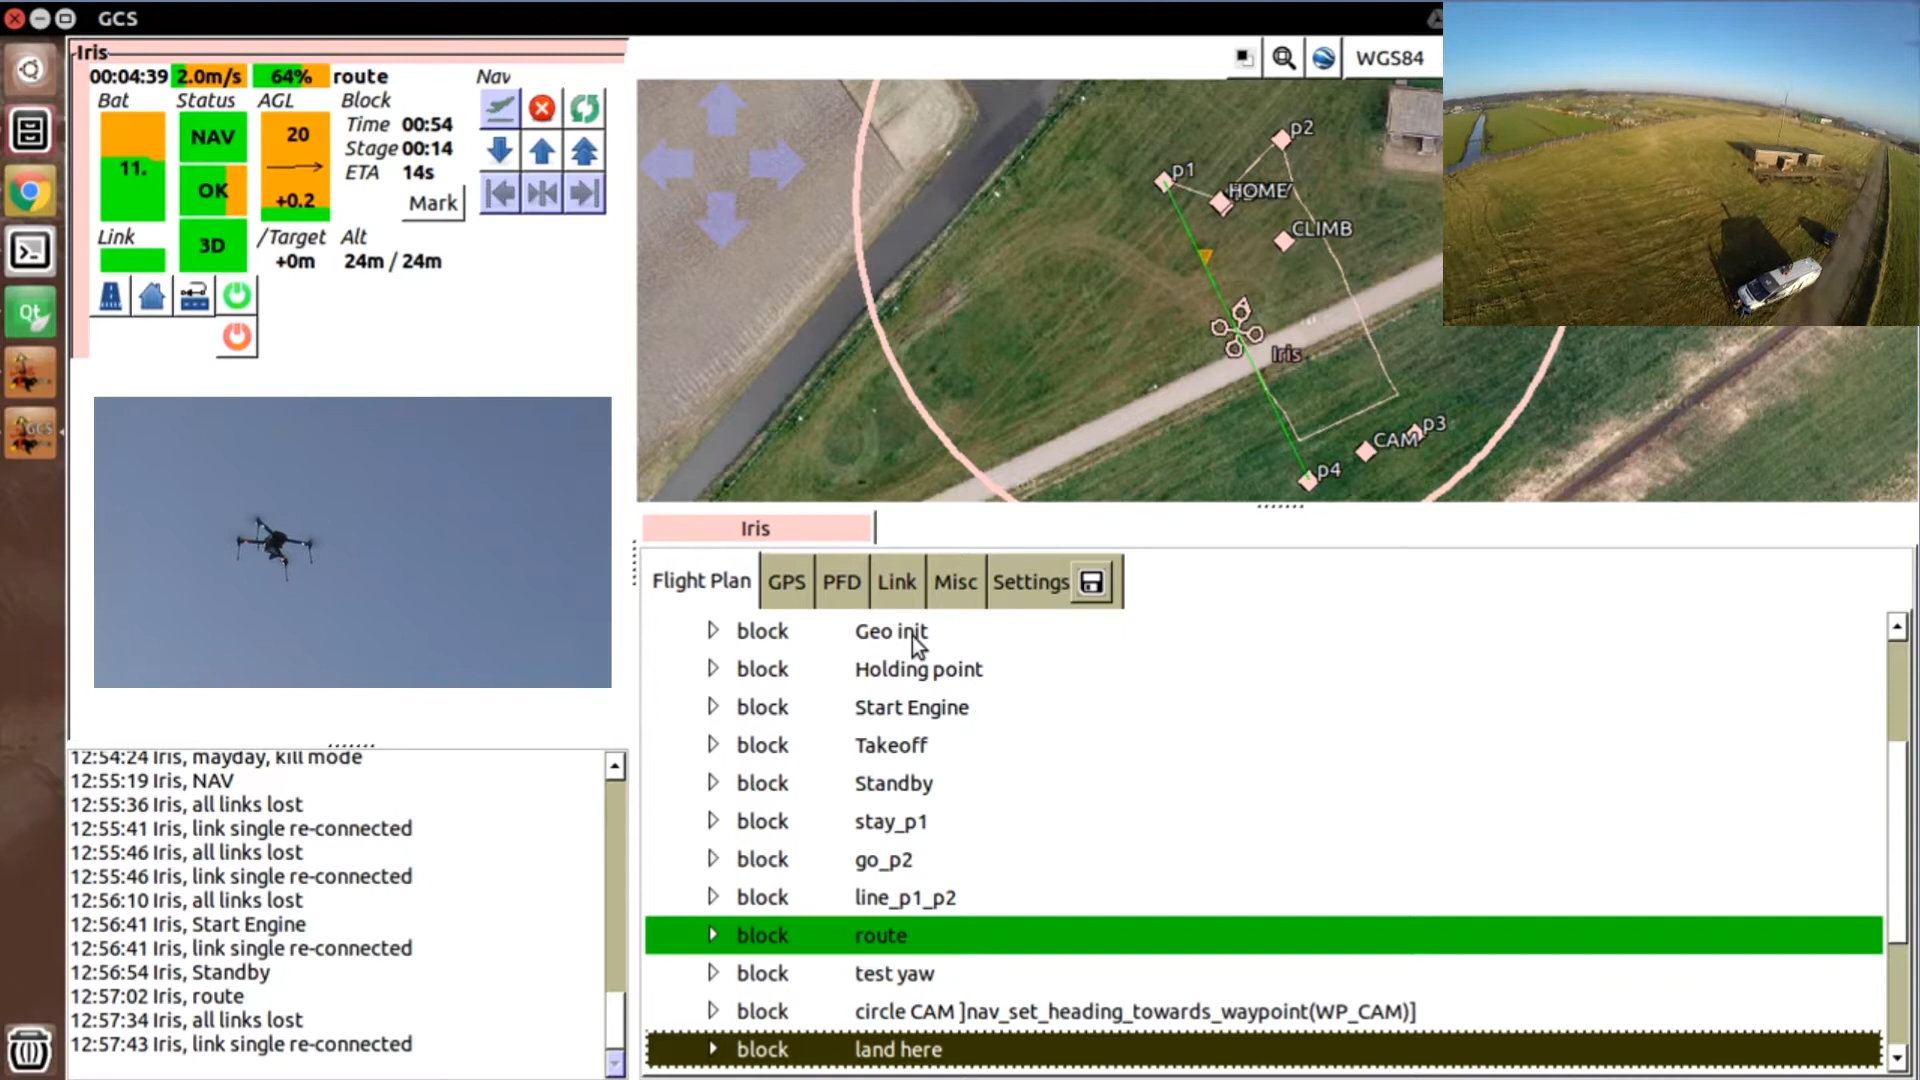 GCS
Iris
00:04:39 2.0m/s 64% route Nav
Bat Status AGL Block
Time 00:54
Stage 00:14
ETA 14s
Mark
11.
NAV
OK
3D
20
+0.2
Link /Target Alt
+0m 24m / 24m
WGS84
p1
p2
HOME
CLIMB
Iris
CAM
p3
p4
Qt
GCS
Iris
Flight Plan GPS PFD Link Misc Settings
block Geo init
block Holding point
block Start Engine
block Takeoff
block Standby
block stay_p1
block go_p2
block line_p1_p2
block route
block test yaw
block circle CAM ]nav_set_heading_towards_waypoint(WP_CAM)]
block land here
12:54:24 Iris, mayday, kill mode
12:55:19 Iris, NAV
12:55:36 Iris, all links lost
12:55:41 Iris, link single re-connected
12:55:46 Iris, all links lost
12:55:46 Iris, link single re-connected
12:56:10 Iris, all links lost
12:56:41 Iris, Start Engine
12:56:41 Iris, link single re-connected
12:56:54 Iris, Standby
12:57:02 Iris, route
12:57:34 Iris, all links lost
12:57:43 Iris, link single re-connected